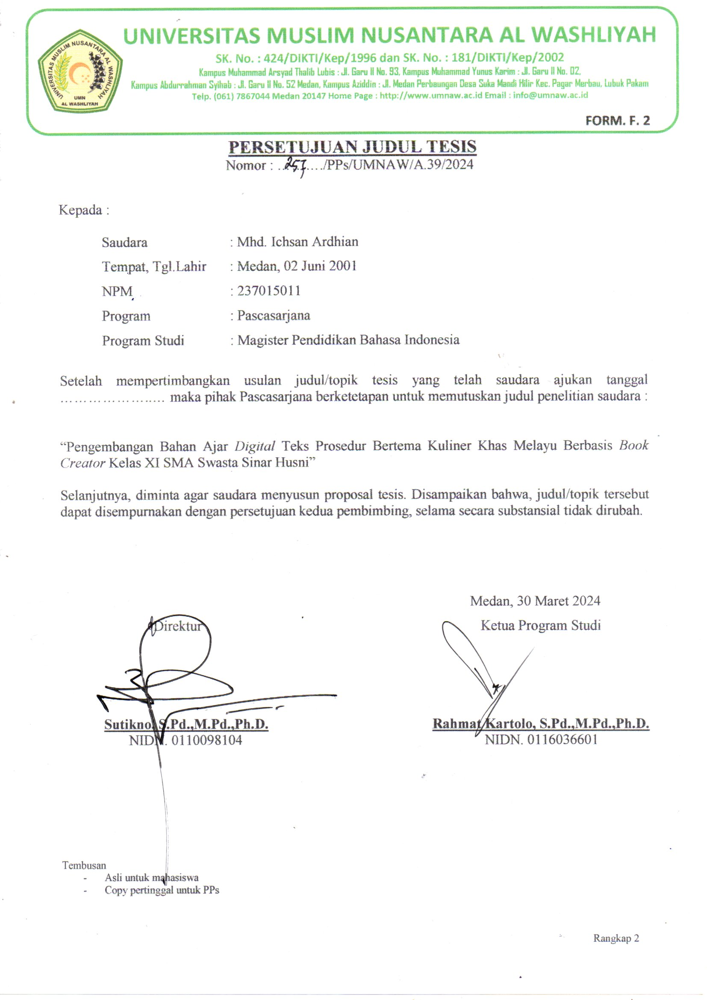 UNIVERSITAS MUSLIM NUSANTARA AL WASHLIYAH
UMN
AL WASHLIYAH
UNIVERSITAS MUSLIM NUSANTARA AL WASHLIYAH
SK. No. : 424/DIKTI/Kep/1996 dan SK. No. : 181/DIKTI/Kep/2002
Kampus Muhammad Arsyad Thalib Lubis : Jl. Garu II No. 93, Kampus Muhammad Yunus Karim : Jl. Garu II No. 02,
Kampus Abdurrahman Syihab : Jl. Garu II No. 52 Medan, Kampus Aziddin : Jl. Medan Perbaungan Desa Suka Mandi Hilir Kec. Pagar Merbau, Lubuk Pakam
Telp. (061) 7867044 Medan 20147 Home Page : http://www.umnaw.ac.id Email : info@umnaw.ac.id
FORM. F. 2
PERSETUJUAN JUDUL TESIS
Nomor : ......../PPs/UMNAW/A.39/2024
Kepada :
Saudara : Mhd. Ichsan Ardhian
Tempat, Tgl.Lahir : Medan, 02 Juni 2001
NPM : 237015011
Program : Pascasarjana
Program Studi : Magister Pendidikan Bahasa Indonesia
Setelah mempertimbangkan usulan judul/topik tesis yang telah saudara ajukan tanggal
........................ maka pihak Pascasarjana berketetapan untuk memutuskan judul penelitian saudara :
“Pengembangan Bahan Ajar Digital Teks Prosedur Bertema Kuliner Khas Melayu Berbasis Book
Creator Kelas XI SMA Swasta Sinar Husni”
Selanjutnya, diminta agar saudara menyusun proposal tesis. Disampaikan bahwa, judul/topik tersebut
dapat disempurnakan dengan persetujuan kedua pembimbing, selama secara substansial tidak dirubah.
Medan, 30 Maret 2024
Direktur
Ketua Program Studi
Sutikno, S.Pd.,M.Pd.,Ph.D.
NIDN. 0110098104
Rahmat Kartolo, S.Pd.,M.Pd.,Ph.D.
NIDN. 0116036601
Tembusan
- Asli untuk mahasiswa
- Copy pertinggal untuk PPs
Rangkap 2